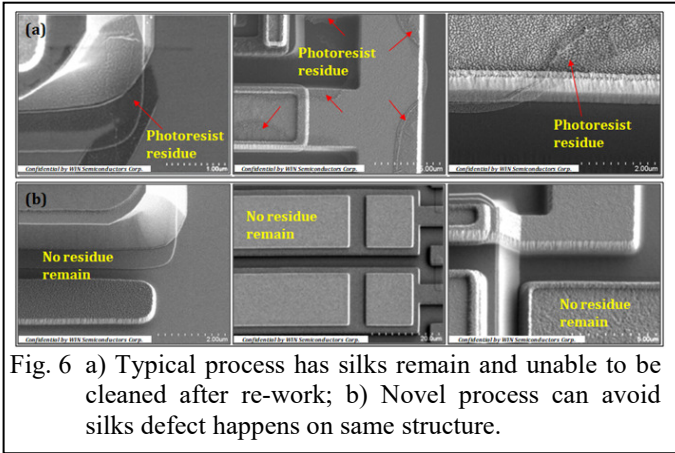 (a)
Photoresist
residue
Confidential by WIN Semiconductors Corp.
1.00um
Photoresist
residue
Confidential by WIN Semiconductors Corp.
5.00um
Photoresist
residue
Confidential by WIN Semiconductors Corp.
2.00um
(b)
No residue
remain
Confidential by WIN Semiconductors Corp.
2.00um
No residue
remain
Confidential by WIN Semiconductors Corp.
20.0um
No residue
remain
Confidential by WIN Semiconductors Corp.
5.00um
Fig. 6 a) Typical process has silks remain and unable to be
cleaned after re-work; b) Novel process can avoid
silks defect happens on same structure.